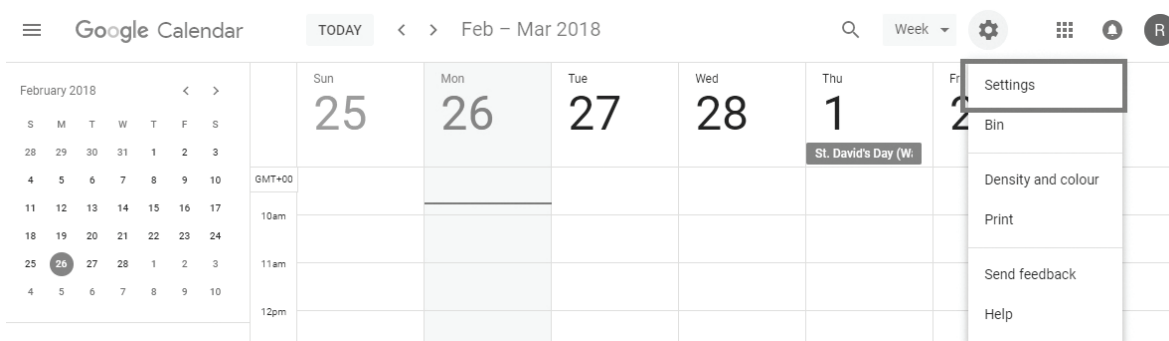 Google Calendar TODAY Feb – Mar 2018 Week R
February 2018
S M T W T F S
28 29 30 31 1 2 3
4 5 6 7 8 9 10
11 12 13 14 15 16 17
18 19 20 21 22 23 24
25 26 27 28 1 2 3
4 5 6 7 8 9 10
Sun Mon Tue Wed Thu Fr
25 26 27 28 1 2
St. David's Day (W
GMT+00
10am
11am
12pm
Settings
Bin
Density and colour
Print
Send feedback
Help